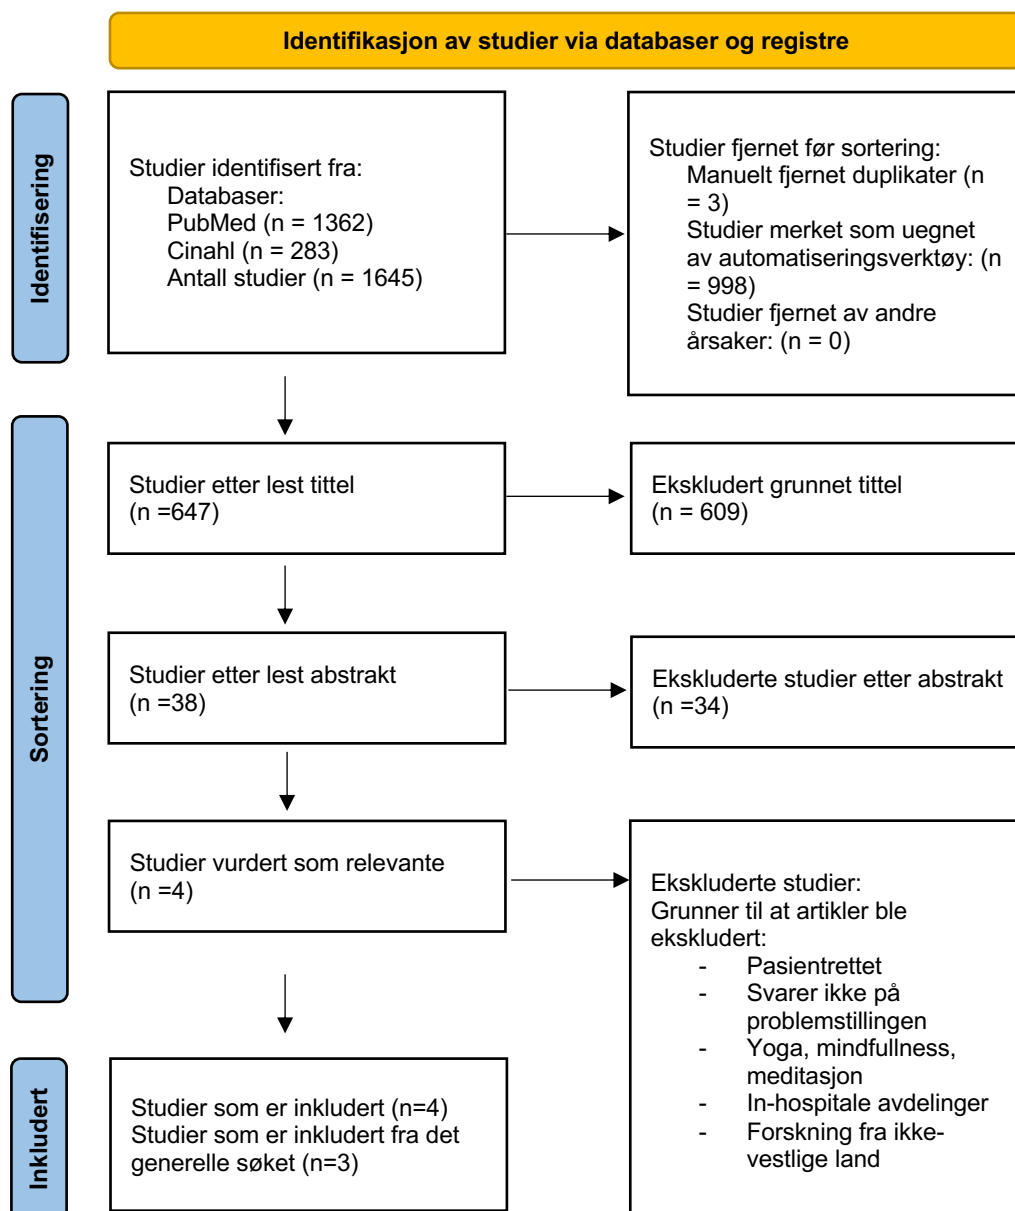 Identifikasjon av studier via databaser og registre
Identifisering
Studier identifisert fra:
Databaser:
PubMed (n = 1362)
Cinahl (n = 283)
Antall studier (n = 1645)
Studier fjernet før sortering:
Manuelt fjernet duplikater (n
= 3)
Studier merket som uegnet
av automatiseringsverktøy: (n
= 998)
Studier fjernet av andre
årsaker: (n = 0)
Sortering
Studier etter lest tittel
(n =647)
Ekskludert grunnet tittel
(n = 609)
Studier etter lest abstrakt
(n =38)
Ekskluderte studier etter abstrakt
(n =34)
Studier vurdert som relevante
(n =4)
Ekskluderte studier:
Grunner til at artikler ble
ekskludert:
- Pasientrettet
- Svarer ikke på
problemstillingen
- Yoga, mindfullness,
meditasjon
- In-hospitale avdelinger
- Forskning fra ikke-
vestlige land
Inkludert
Studier som er inkludert (n=4)
Studier som er inkludert fra det
generelle søket (n=3)